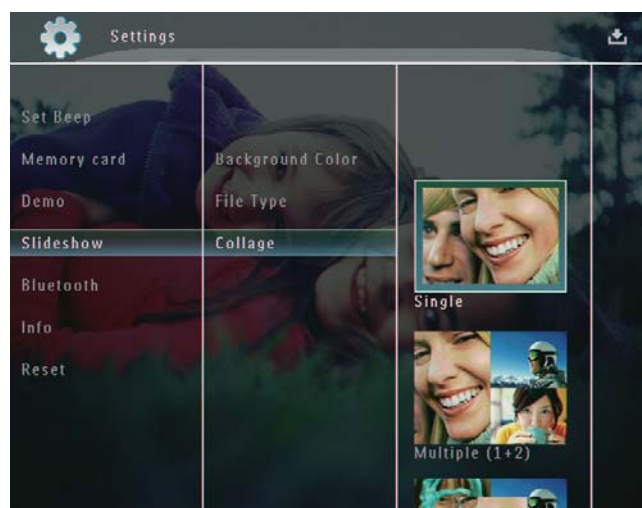 Settings
Set Beep
Memory card
Demo
Slideshow
Bluetooth
Info
Reset
Background Color
File Type
Collage
Single
Multiple (1+2)